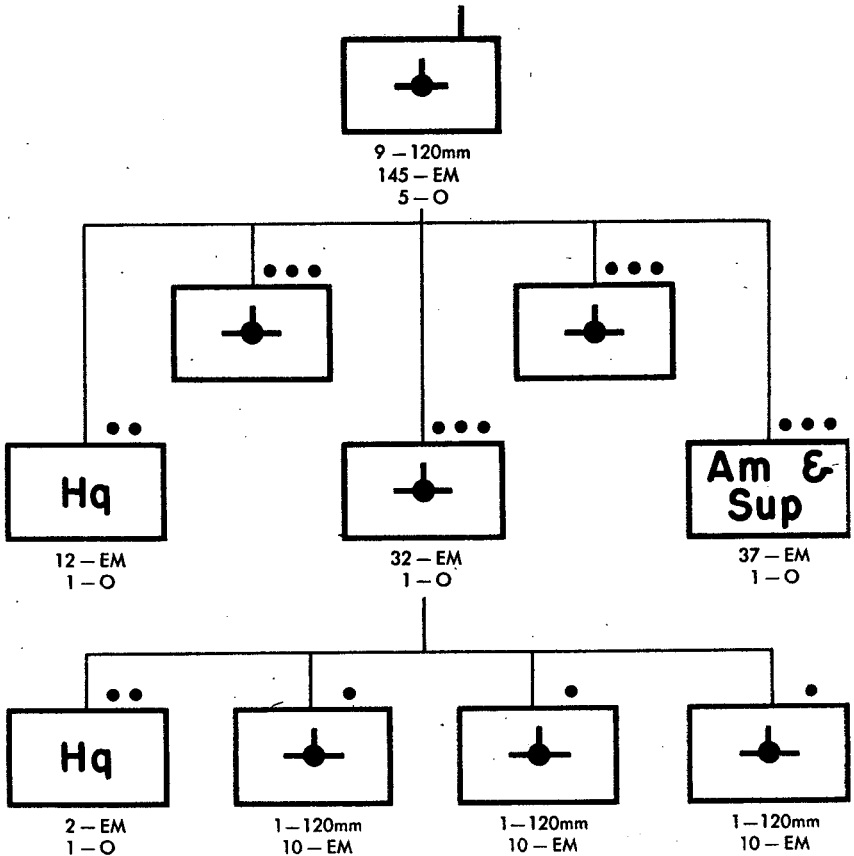 9 – 120mm
145 – EM
5 – O
Hq
12 – EM
1 – O
32 – EM
1 – O
Am &
Sup
37 – EM
1 – O
Hq
2 – EM
1 – O
1 – 120mm
10 – EM
1 – 120mm
10 – EM
1 – 120mm
10 – EM